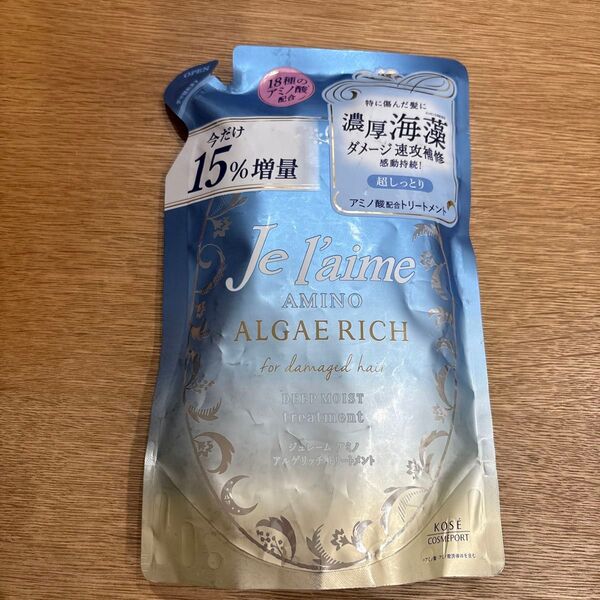 OPEN
18種の
アミノ酸
配合
今だけ
15%増量
特に傷んだ髪に
濃厚海藻
ダメージ速攻補修
感動持続!
超しっとり
アミノ酸配合トリートメント
Je l'aime
AMINO
ALGAE RICH
for damaged hair
DEEP MOIST
treatment
ジュレーム アミノ
アルゲリッチ トリートメント
KOSÉ
COSMEPORT